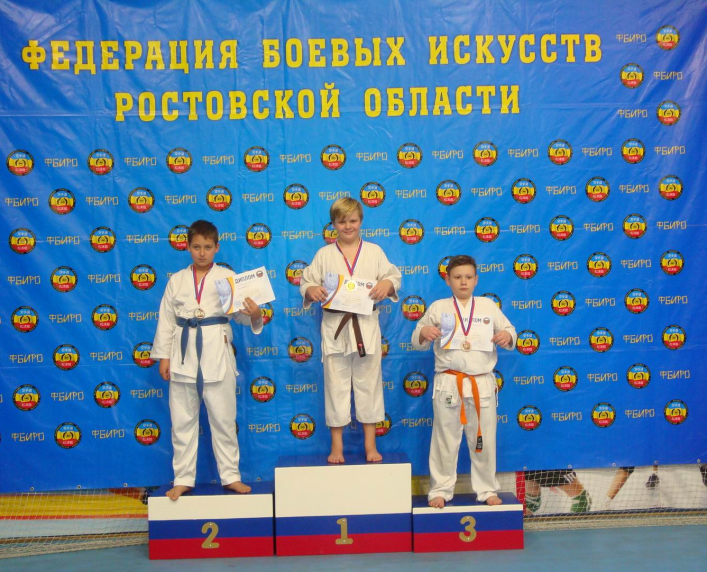 ФЕДЕРАЦИЯ БОЕВЫХ ИСКУССТВ
РОСТОВСКОЙ ОБЛАСТИ
ФБИРО
ДИПЛОМ
2
1
3